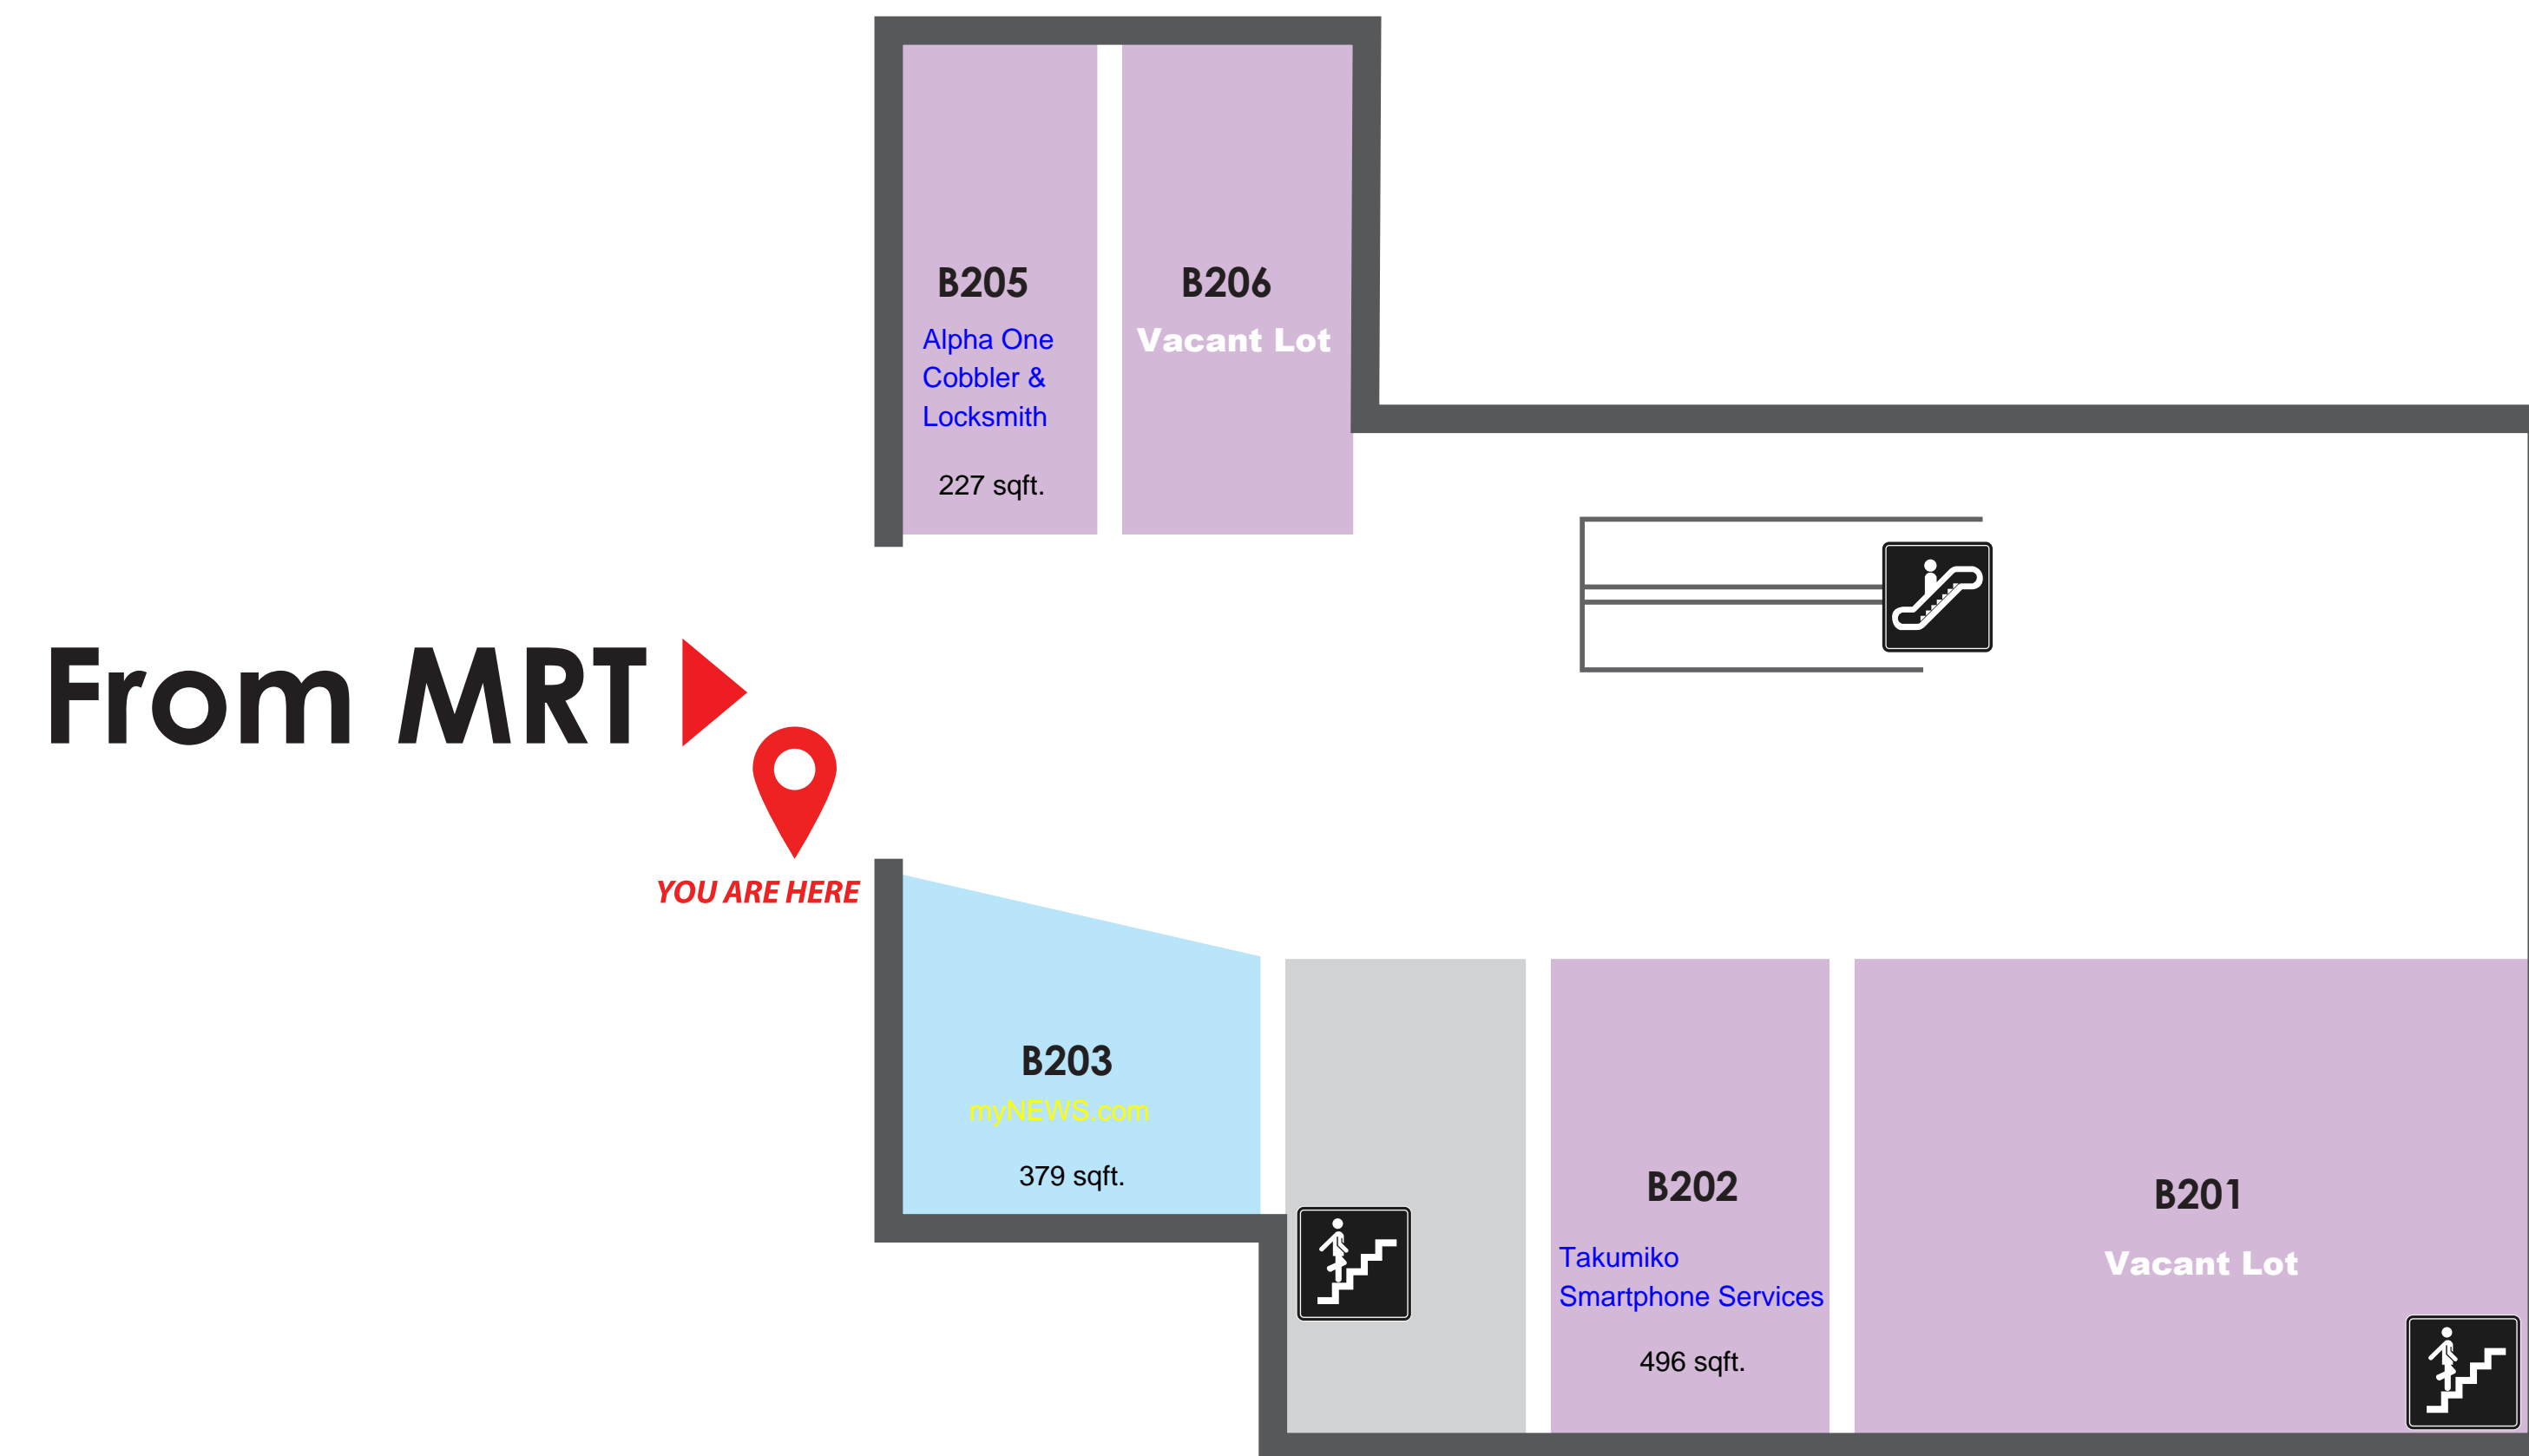 B205
Alpha One
Cobbler &
Locksmith
227 sqft.
B206
Vacant Lot
From MRT
YOU ARE HERE
B203
myNEWS.com
379 sqft.
B202
Takumiko
Smartphone Services
496 sqft.
B201
Vacant Lot